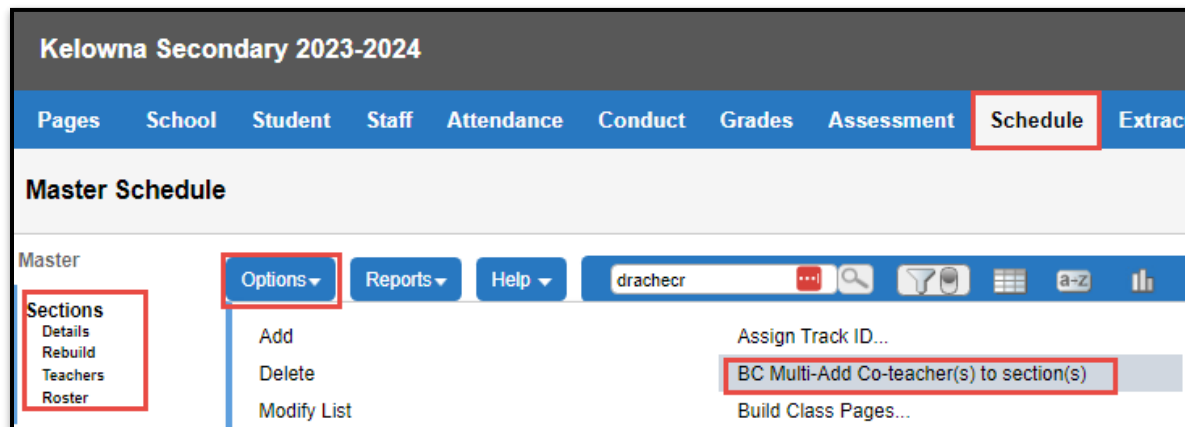 Kelowna Secondary 2023-2024
Pages School Student Staff Attendance Conduct Grades Assessment Schedule Extrac
Master Schedule
Master
Options Reports Help drachecr a-z
Sections
Details
Rebuild
Teachers
Roster
Add Assign Track ID...
Delete BC Multi-Add Co-teacher(s) to section(s)
Modify List Build Class Pages...